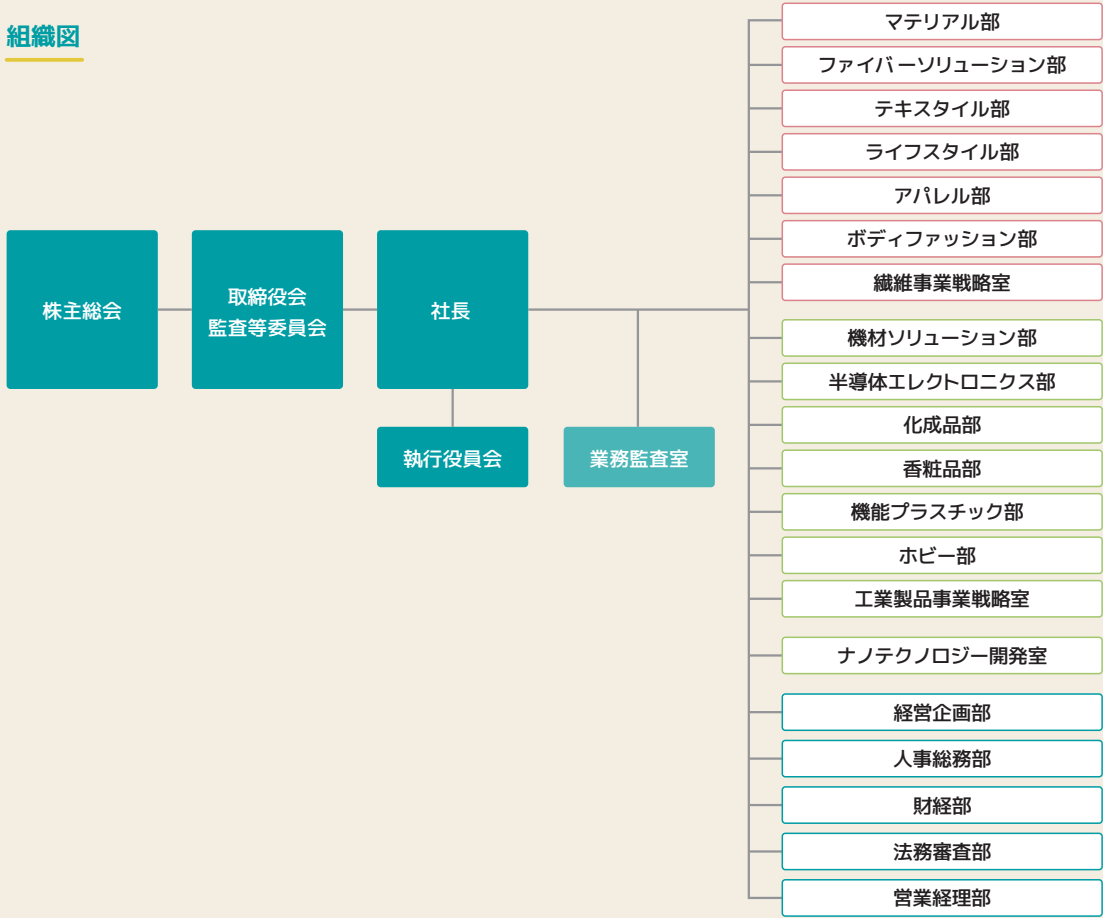 組織図
株主総会
取締役会
監査等委員会
社長
執行役員会
業務監査室
マテリアル部
ファイバーソリューション部
テキスタイル部
ライフスタイル部
アパレル部
ボディファッション部
繊維事業戦略室
機材ソリューション部
半導体エレクトロニクス部
化成品部
香粧品部
機能プラスチック部
ホビー部
工業製品事業戦略室
ナノテクノロジー開発室
経営企画部
人事総務部
財経部
法務審査部
営業経理部